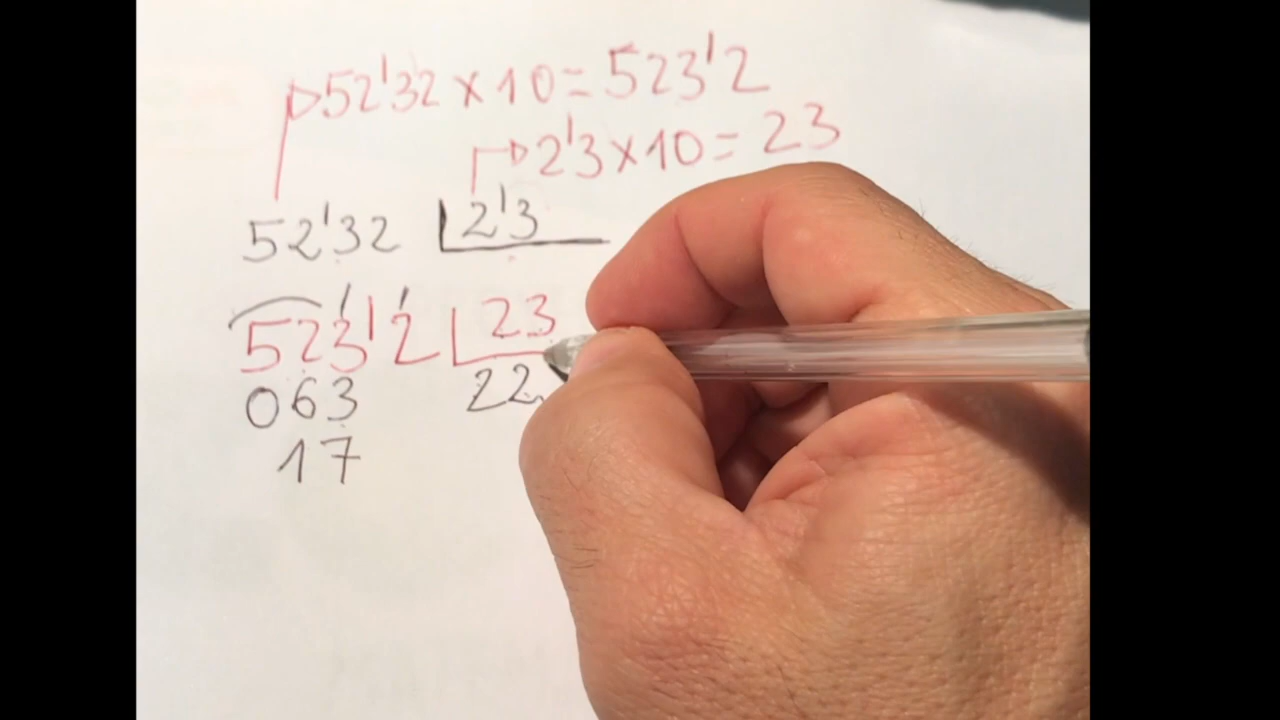 52'32 x 10 = 523'2
2'3 x 10 = 23
52'32 2'3
523'2 23
063 22
17